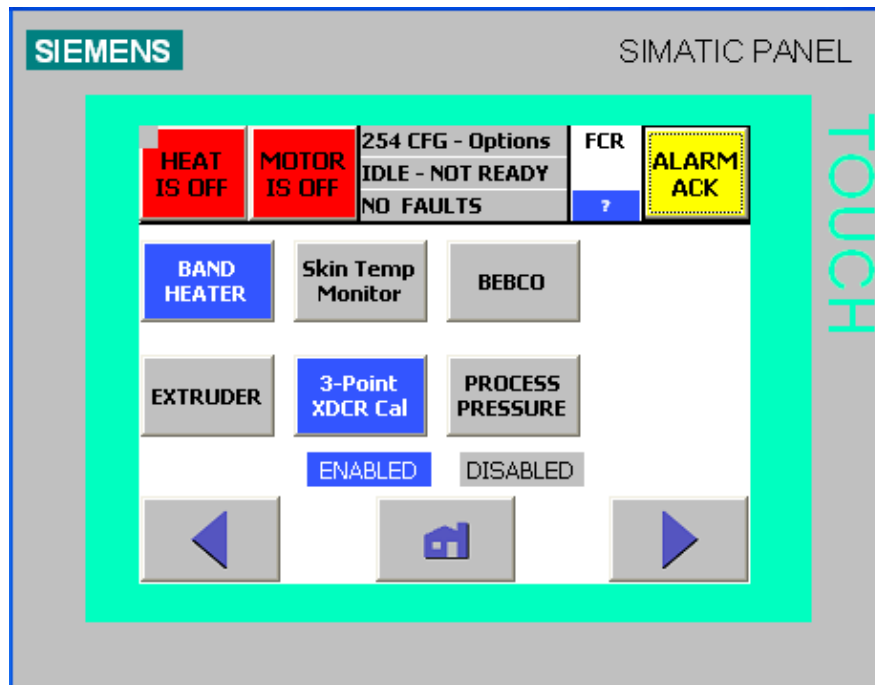 SIEMENS
SIMATIC PANEL
TOUCH
HEAT
IS OFF
MOTOR
IS OFF
254 CFG - Options
IDLE - NOT READY
NO FAULTS
FCR
?
ALARM
ACK
BAND
HEATER
Skin Temp
Monitor
BEBCO
EXTRUDER
3-Point
XDCR Cal
PROCESS
PRESSURE
ENABLED
DISABLED